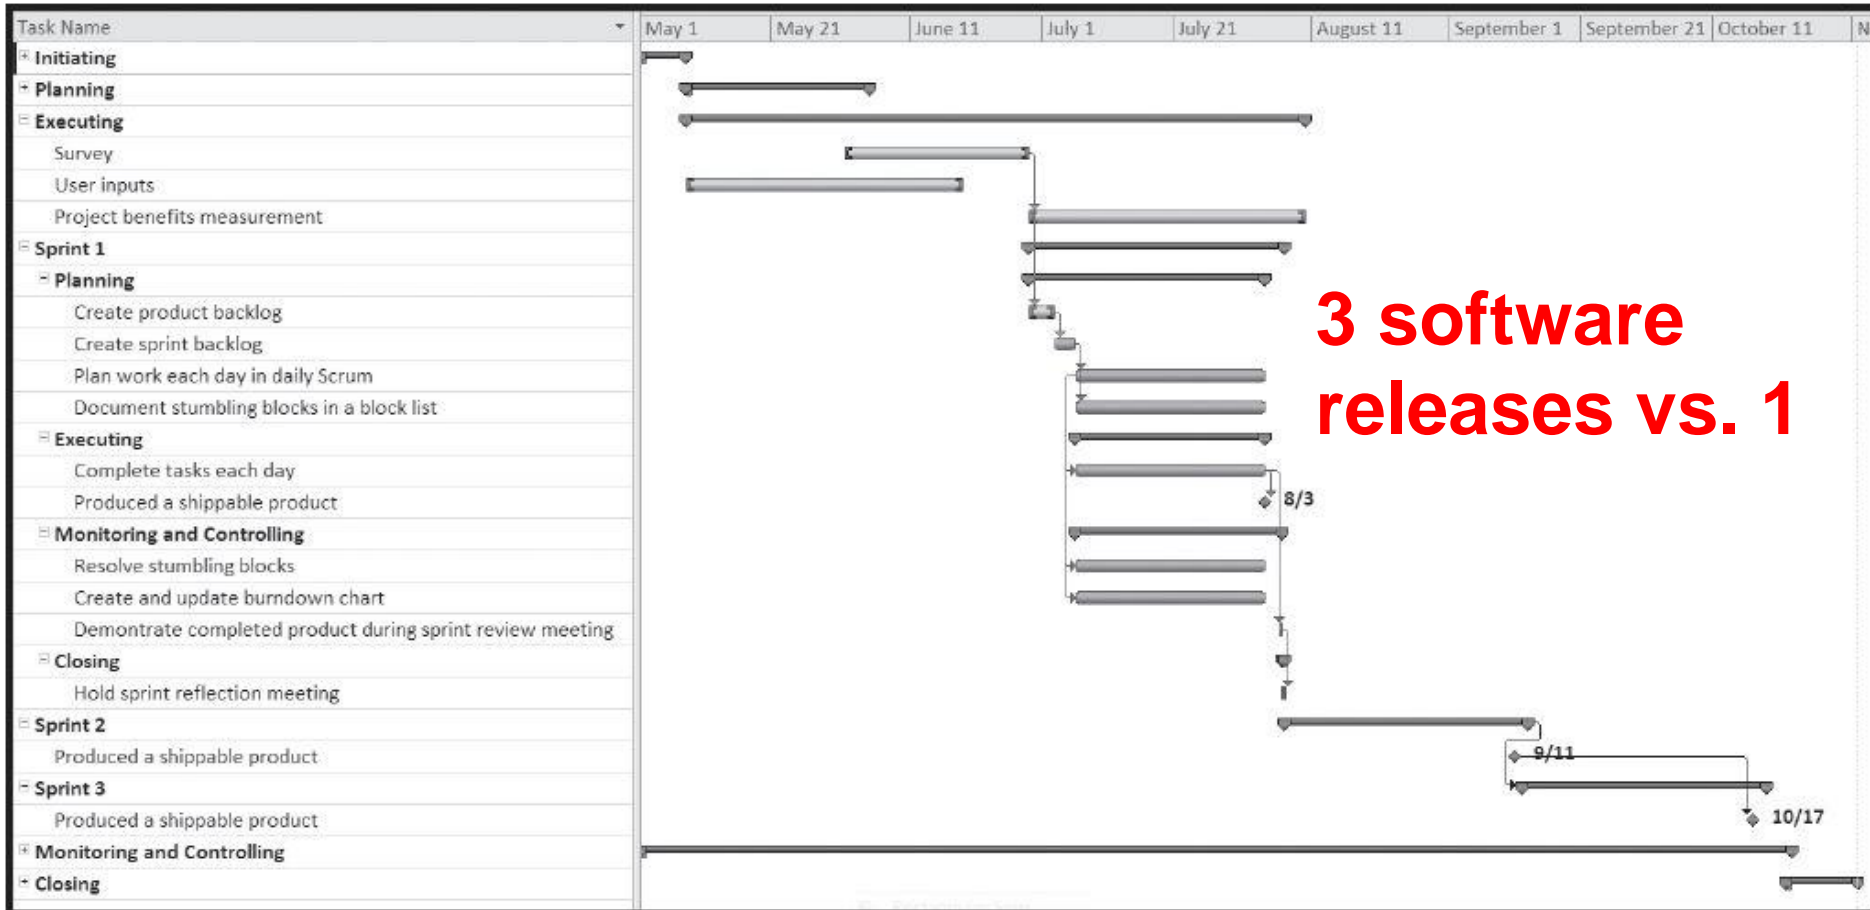 Task Name
May 1 May 21 June 11 July 1 July 21 August 11 September 1 September 21 October 11 N
Initiating
Planning
Executing
Survey
User inputs
Project benefits measurement
Sprint 1
Planning
Create product backlog
Create sprint backlog
Plan work each day in daily Scrum
Document stumbling blocks in a block list
Executing
Complete tasks each day
Produced a shippable product
8/3
Monitoring and Controlling
Resolve stumbling blocks
Create and update burndown chart
Demontrate completed product during sprint review meeting
Closing
Hold sprint reflection meeting
Sprint 2
Produced a shippable product
9/11
Sprint 3
Produced a shippable product
10/17
Monitoring and Controlling
Closing
3 software
releases vs. 1